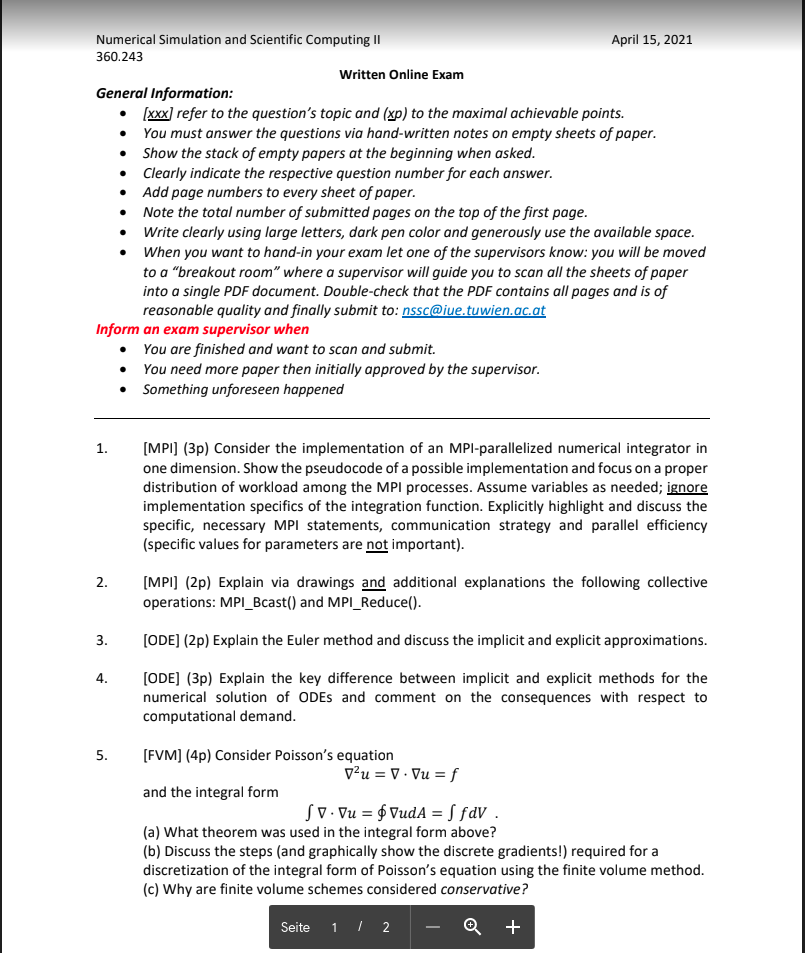 Numerical Simulation and Scientific Computing II April 15, 2021
360.243
Written Online Exam
General Information:
• [xxx] refer to the question's topic and (xp) to the maximal achievable points.
• You must answer the questions via hand-written notes on empty sheets of paper.
• Show the stack of empty papers at the beginning when asked.
• Clearly indicate the respective question number for each answer.
• Add page numbers to every sheet of paper.
• Note the total number of submitted pages on the top of the first page.
• Write clearly using large letters, dark pen color and generously use the available space.
• When you want to hand-in your exam let one of the supervisors know: you will be moved
to a "breakout room" where a supervisor will guide you to scan all the sheets of paper
into a single PDF document. Double-check that the PDF contains all pages and is of
reasonable quality and finally submit to: nssc@iue.tuwien.ac.at
Inform an exam supervisor when
• You are finished and want to scan and submit.
• You need more paper then initially approved by the supervisor.
• Something unforeseen happened
1. [MPI] (3p) Consider the implementation of an MPI-parallelized numerical integrator in
one dimension. Show the pseudocode of a possible implementation and focus on a proper
distribution of workload among the MPI processes. Assume variables as needed; ignore
implementation specifics of the integration function. Explicitly highlight and discuss the
specific, necessary MPI statements, communication strategy and parallel efficiency
(specific values for parameters are not important).
2. [MPI] (2p) Explain via drawings and additional explanations the following collective
operations: MPI_Bcast() and MPI_Reduce().
3. [ODE] (2p) Explain the Euler method and discuss the implicit and explicit approximations.
4. [ODE] (3p) Explain the key difference between implicit and explicit methods for the
numerical solution of ODEs and comment on the consequences with respect to
computational demand.
5. [FVM] (4p) Consider Poisson's equation
∇²u = ∇ · ∇u = f
and the integral form
∫ ∇ · ∇u = ∮ ∇udA = ∫ fdV .
(a) What theorem was used in the integral form above?
(b) Discuss the steps (and graphically show the discrete gradients!) required for a
discretization of the integral form of Poisson's equation using the finite volume method.
(c) Why are finite volume schemes considered conservative?
Seite 1 / 2 — +